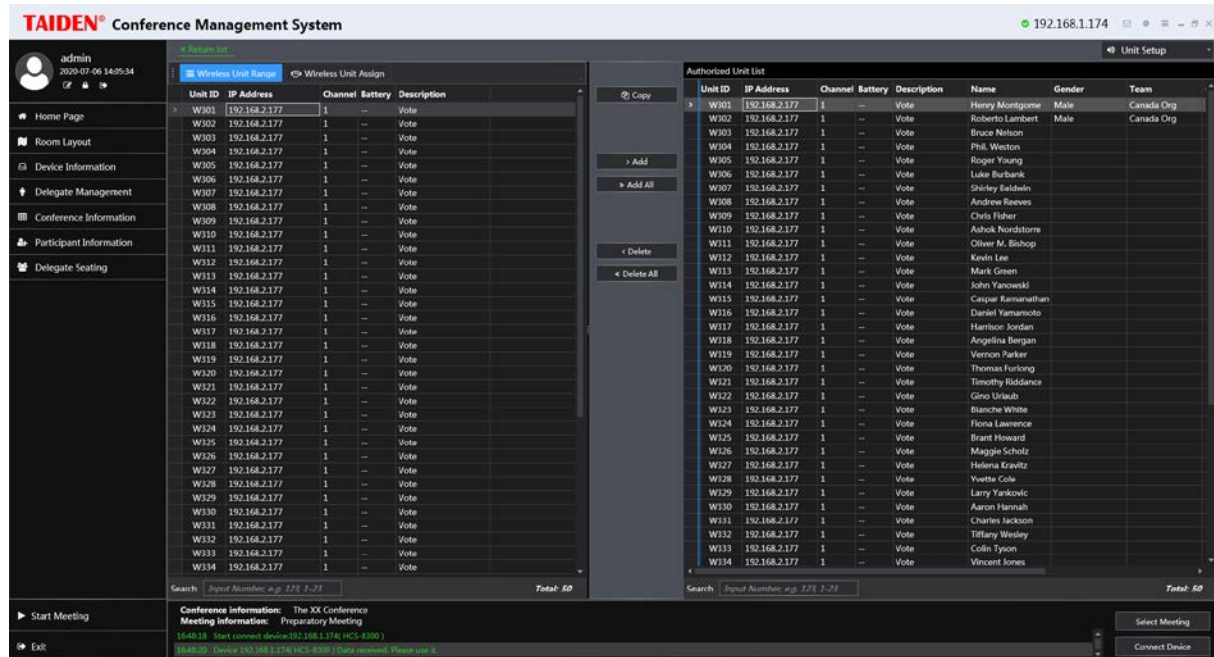 TAIDEN® Conference Management System
192.168.1.174
admin
2020-07-06 14:05:34
Home Page
Room Layout
Device Information
Delegate Management
Conference Information
Participant Information
Delegate Seating
Start Meeting
Exit
« Return list
Unit Setup
Wireless Unit Range Wireless Unit Assign
Unit ID IP Address Channel Battery Description
W301 192.168.2.177 1 -- Vote
W302 192.168.2.177 1 -- Vote
W303 192.168.2.177 1 -- Vote
W304 192.168.2.177 1 -- Vote
W305 192.168.2.177 1 -- Vote
W306 192.168.2.177 1 -- Vote
W307 192.168.2.177 1 -- Vote
W308 192.168.2.177 1 -- Vote
W309 192.168.2.177 1 -- Vote
W310 192.168.2.177 1 -- Vote
W311 192.168.2.177 1 -- Vote
W312 192.168.2.177 1 -- Vote
W313 192.168.2.177 1 -- Vote
W314 192.168.2.177 1 -- Vote
W315 192.168.2.177 1 -- Vote
W316 192.168.2.177 1 -- Vote
W317 192.168.2.177 1 -- Vote
W318 192.168.2.177 1 -- Vote
W319 192.168.2.177 1 -- Vote
W320 192.168.2.177 1 -- Vote
W321 192.168.2.177 1 -- Vote
W322 192.168.2.177 1 -- Vote
W323 192.168.2.177 1 -- Vote
W324 192.168.2.177 1 -- Vote
W325 192.168.2.177 1 -- Vote
W326 192.168.2.177 1 -- Vote
W327 192.168.2.177 1 -- Vote
W328 192.168.2.177 1 -- Vote
W329 192.168.2.177 1 -- Vote
W330 192.168.2.177 1 -- Vote
W331 192.168.2.177 1 -- Vote
W332 192.168.2.177 1 -- Vote
W333 192.168.2.177 1 -- Vote
W334 192.168.2.177 1 -- Vote
Search Input Number, e.g. 123, 1-23 Total: 50
Copy
> Add
» Add All
< Delete
« Delete All
Authorized Unit List
Unit ID IP Address Channel Battery Description Name Gender Team
W301 192.168.2.177 1 -- Vote Henry Montgome Male Canada Org
W302 192.168.2.177 1 -- Vote Roberto Lambert Male Canada Org
W303 192.168.2.177 1 -- Vote Bruce Nelson
W304 192.168.2.177 1 -- Vote Phil. Weston
W305 192.168.2.177 1 -- Vote Roger Young
W306 192.168.2.177 1 -- Vote Luke Burbank
W307 192.168.2.177 1 -- Vote Shirley Baldwin
W308 192.168.2.177 1 -- Vote Andrew Reeves
W309 192.168.2.177 1 -- Vote Chris Fisher
W310 192.168.2.177 1 -- Vote Ashok Nordstorm
W311 192.168.2.177 1 -- Vote Oliver M. Bishop
W312 192.168.2.177 1 -- Vote Kevin Lee
W313 192.168.2.177 1 -- Vote Mark Green
W314 192.168.2.177 1 -- Vote John Yanowski
W315 192.168.2.177 1 -- Vote Caspar Ramanathan
W316 192.168.2.177 1 -- Vote Daniel Yamamoto
W317 192.168.2.177 1 -- Vote Harrison Jordan
W318 192.168.2.177 1 -- Vote Angelina Bergan
W319 192.168.2.177 1 -- Vote Vernon Parker
W320 192.168.2.177 1 -- Vote Thomas Furlong
W321 192.168.2.177 1 -- Vote Timothy Riddance
W322 192.168.2.177 1 -- Vote Gino Urlaub
W323 192.168.2.177 1 -- Vote Blanche White
W324 192.168.2.177 1 -- Vote Fiona Lawrence
W325 192.168.2.177 1 -- Vote Brant Howard
W326 192.168.2.177 1 -- Vote Maggie Scholz
W327 192.168.2.177 1 -- Vote Helena Kravitz
W328 192.168.2.177 1 -- Vote Yvette Cole
W329 192.168.2.177 1 -- Vote Larry Yankovic
W330 192.168.2.177 1 -- Vote Aaron Hannah
W331 192.168.2.177 1 -- Vote Charles Jackson
W332 192.168.2.177 1 -- Vote Tiffany Wesley
W333 192.168.2.177 1 -- Vote Colin Tyson
W334 192.168.2.177 1 -- Vote Vincent Jones
Search Input Number, e.g. 123, 1-23 Total: 50
Conference information: The XX Conference
Meeting information: Preparatory Meeting
16:48:18 Start connect device:192.168.1.174( HCS-8300 )
16:48:20 Device 192.168.1.174( HCS-8300 ) Data received. Please use it.
Select Meeting
Connect Device